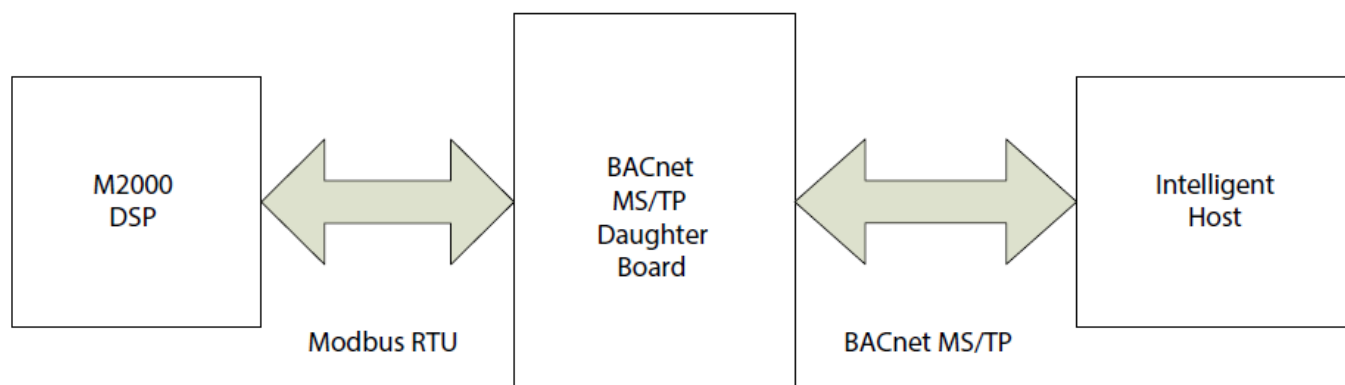 M2000
DSP
BACnet
MS/TP
Daughter
Board
Intelligent
Host
Modbus RTU
BACnet MS/TP